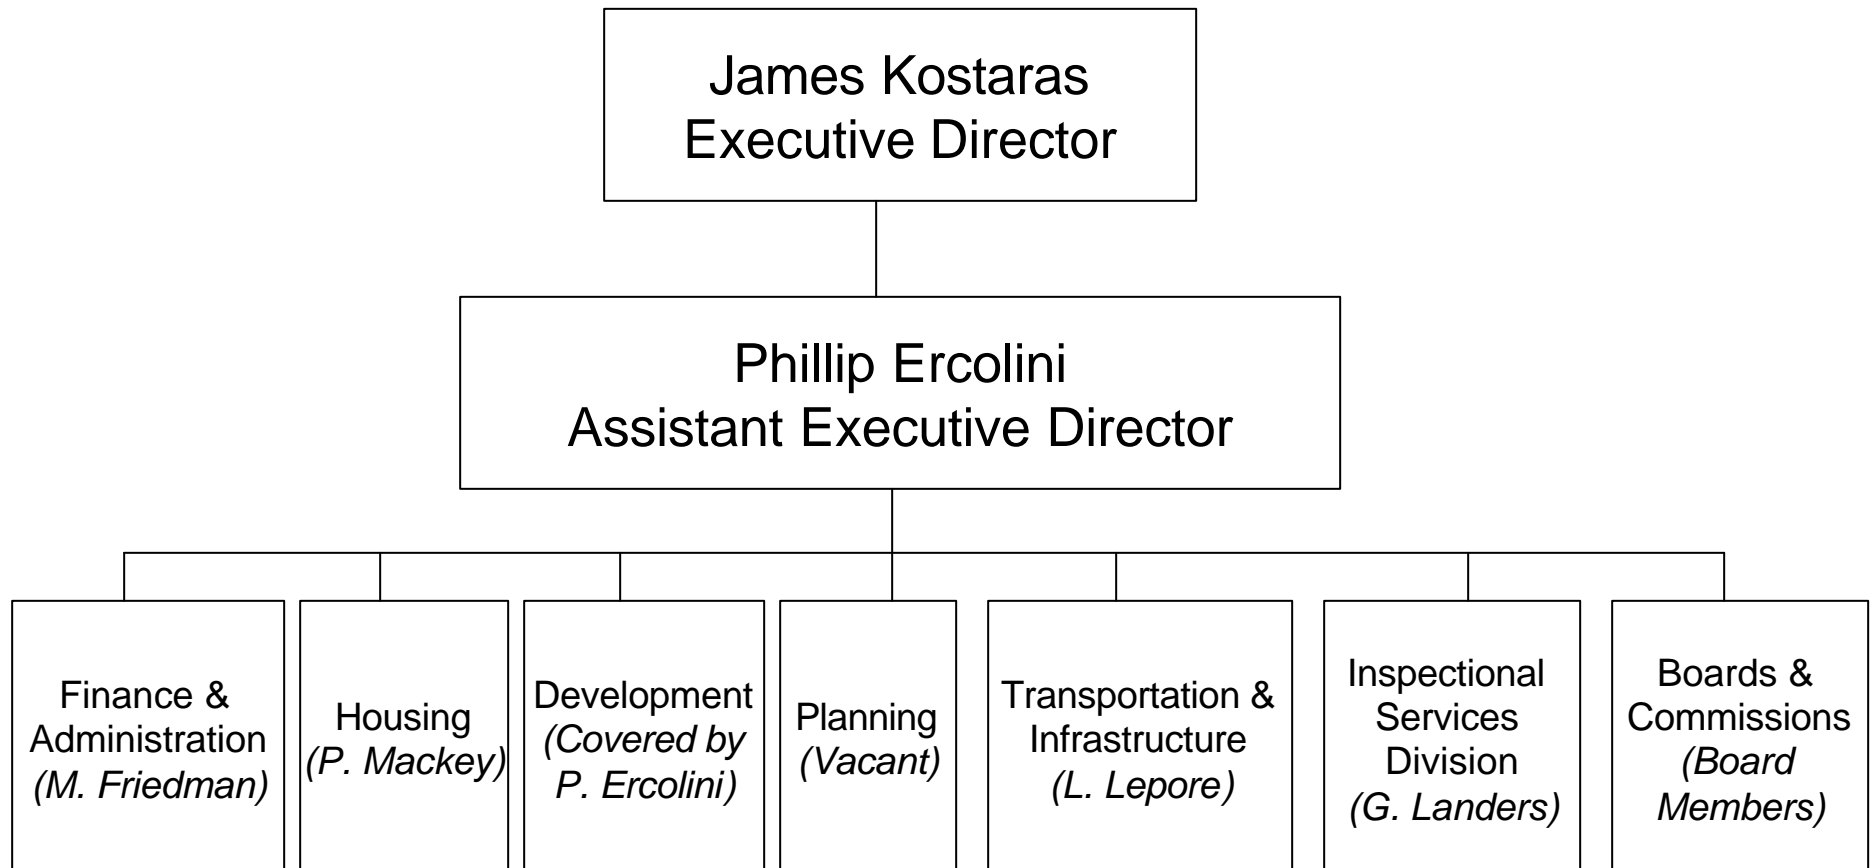 James Kostaras
Executive Director
Phillip Ercolini
Assistant Executive Director
Finance &
Administration
(M. Friedman)
Housing
(P. Mackey)
Development
(Covered by
P. Ercolini)
Planning
(Vacant)
Transportation &
Infrastructure
(L. Lepore)
Inspectional
Services
Division
(G. Landers)
Boards &
Commissions
(Board
Members)